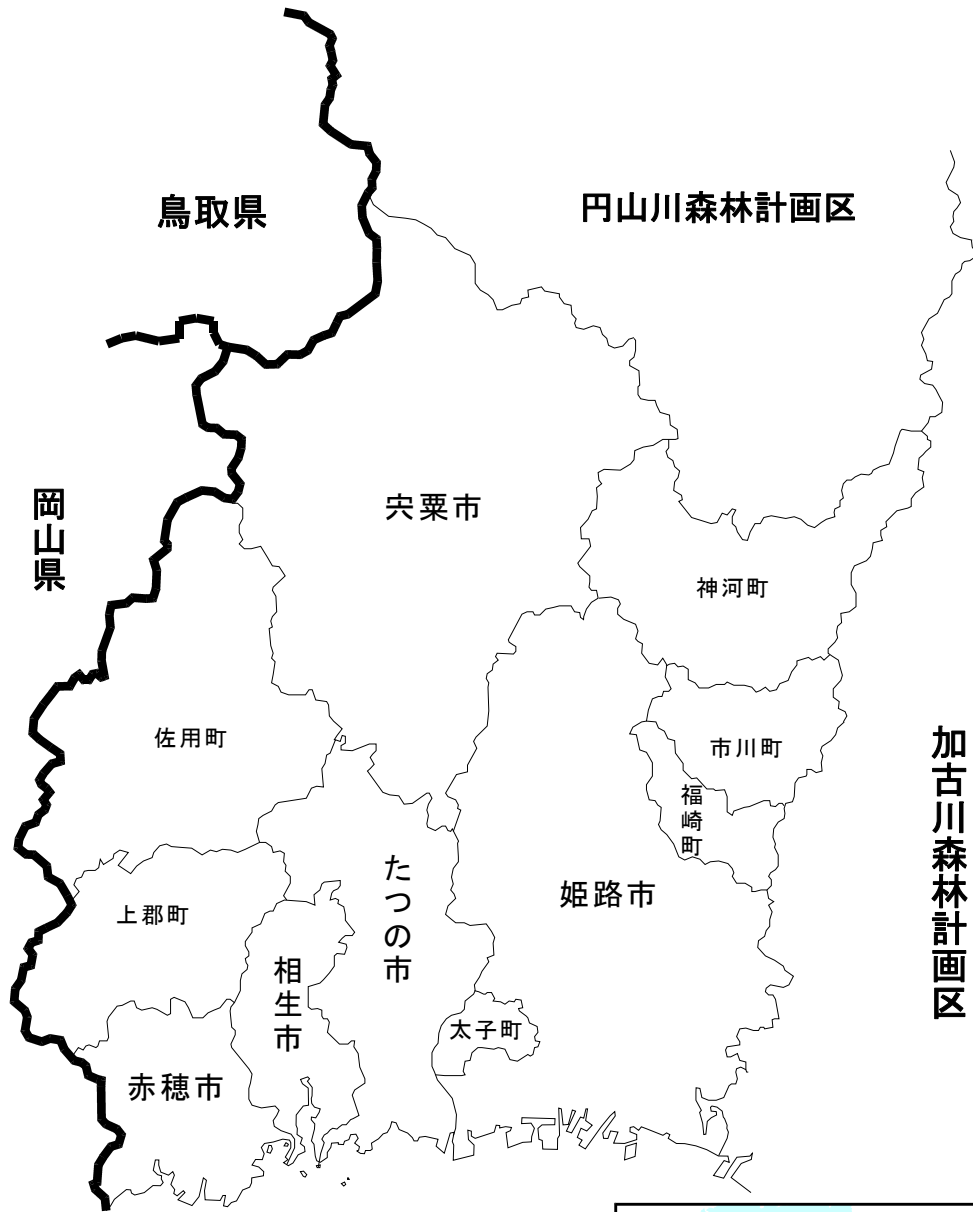 鳥取県
円山川森林計画区
岡山県
宍粟市
神河町
佐用町
市川町
福崎町
加古川森林計画区
たつの市
姫路市
上郡町
相生市
太子町
赤穂市